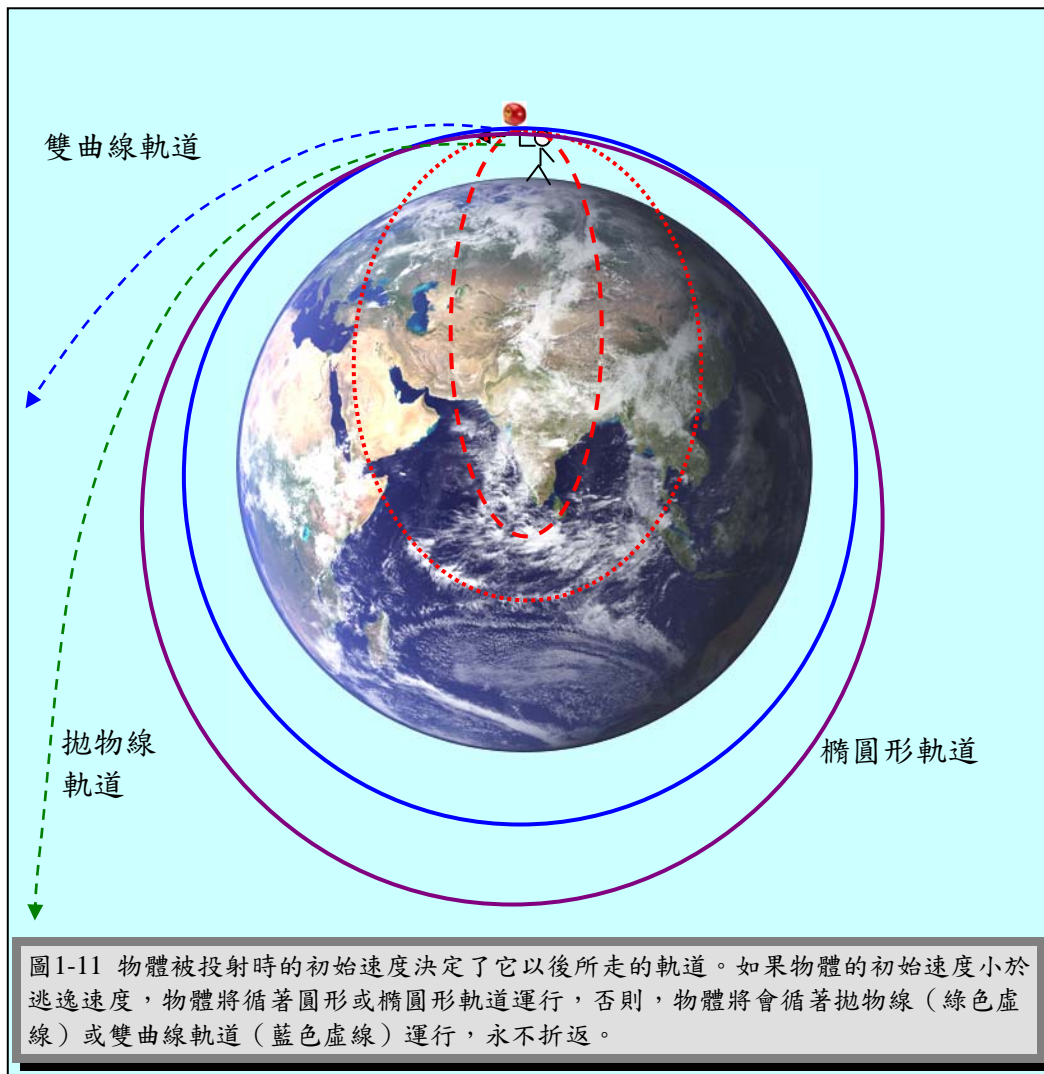 雙曲線軌道
拋物線
軌道
橢圓形軌道
圖1-11 物體被投射時的初始速度決定了它以後所走的軌道。如果物體的初始速度小於
逃逸速度，物體將循著圓形或橢圓形軌道運行，否則，物體將會循著拋物線（綠色虛
線）或雙曲線軌道（藍色虛線）運行，永不折返。